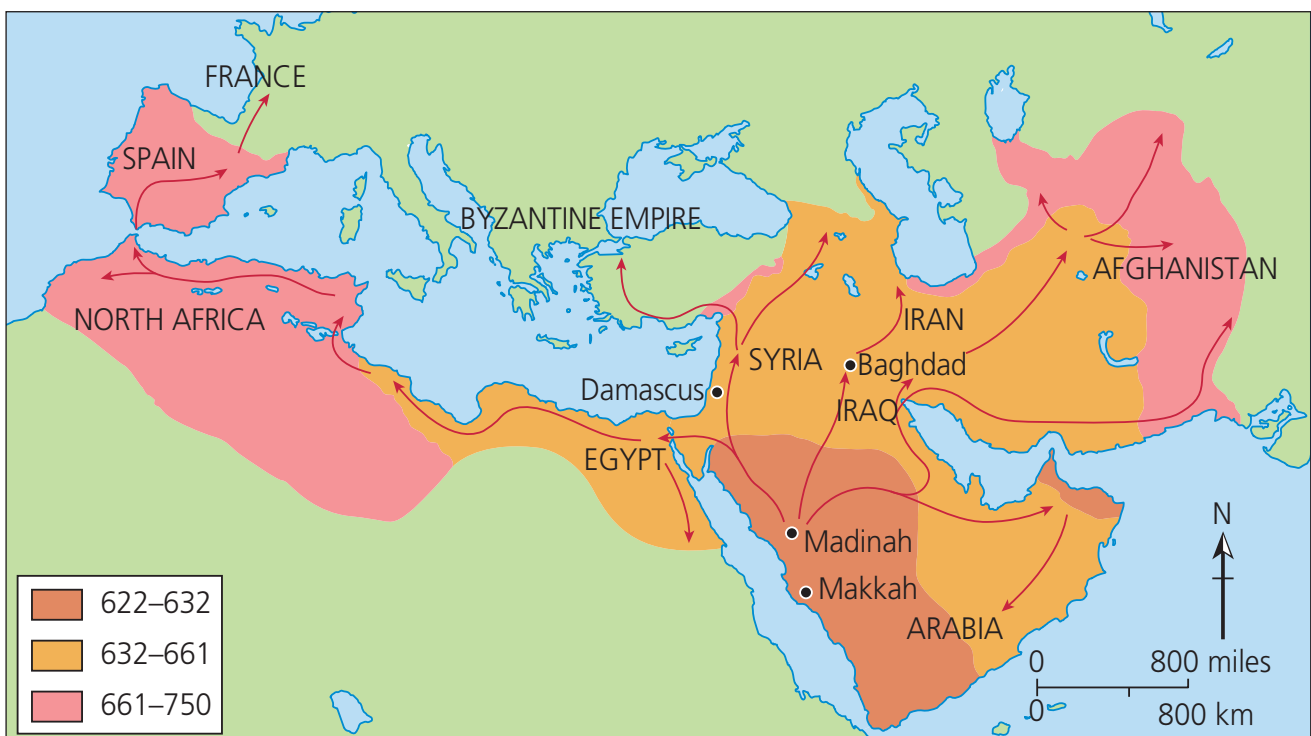 FRANCE
SPAIN
BYZANTINE EMPIRE
AFGHANISTAN
NORTH AFRICA
IRAN
SYRIA
Baghdad
Damascus
IRAQ
EGYPT
Madinah
Makkah
ARABIA
N
622–632
632–661
661–750
0 800 miles
0 800 km